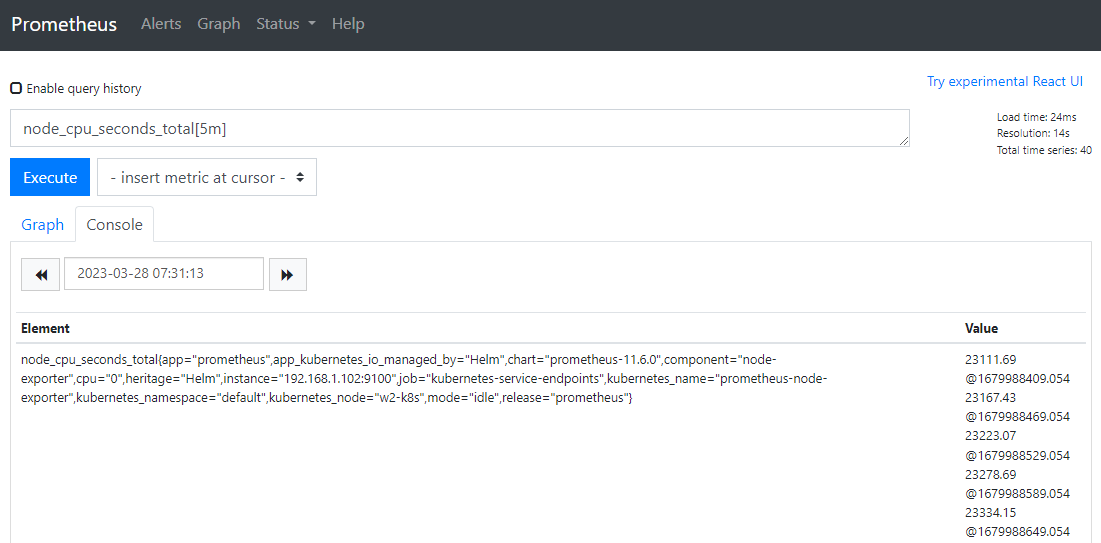 Prometheus Alerts Graph Status Help
Enable query history
Try experimental React UI
node_cpu_seconds_total[5m]
Load time: 24ms
Resolution: 14s
Total time series: 40
Execute
- insert metric at cursor -
Graph
Console
2023-03-28 07:31:13
Element
Value
node_cpu_seconds_total{app="prometheus",app_kubernetes_io_managed_by="Helm",chart="prometheus-11.6.0",component="node-
exporter",cpu="0",heritage="Helm",instance="192.168.1.102:9100",job="kubernetes-service-endpoints",kubernetes_name="prometheus-node-
exporter",kubernetes_namespace="default",kubernetes_node="w2-k8s",mode="idle",release="prometheus"}
23111.69
@1679988409.054
23167.43
@1679988469.054
23223.07
@1679988529.054
23278.69
@1679988589.054
23334.15
@1679988649.054